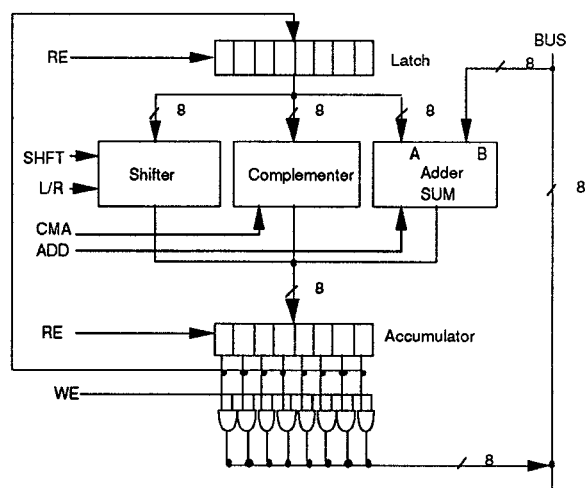 BUS
RE
Latch
8
8
8
8
A
B
SHFT
Shifter
Complementer
Adder
SUM
L/R
8
CMA
ADD
8
RE
Accumulator
WE
8